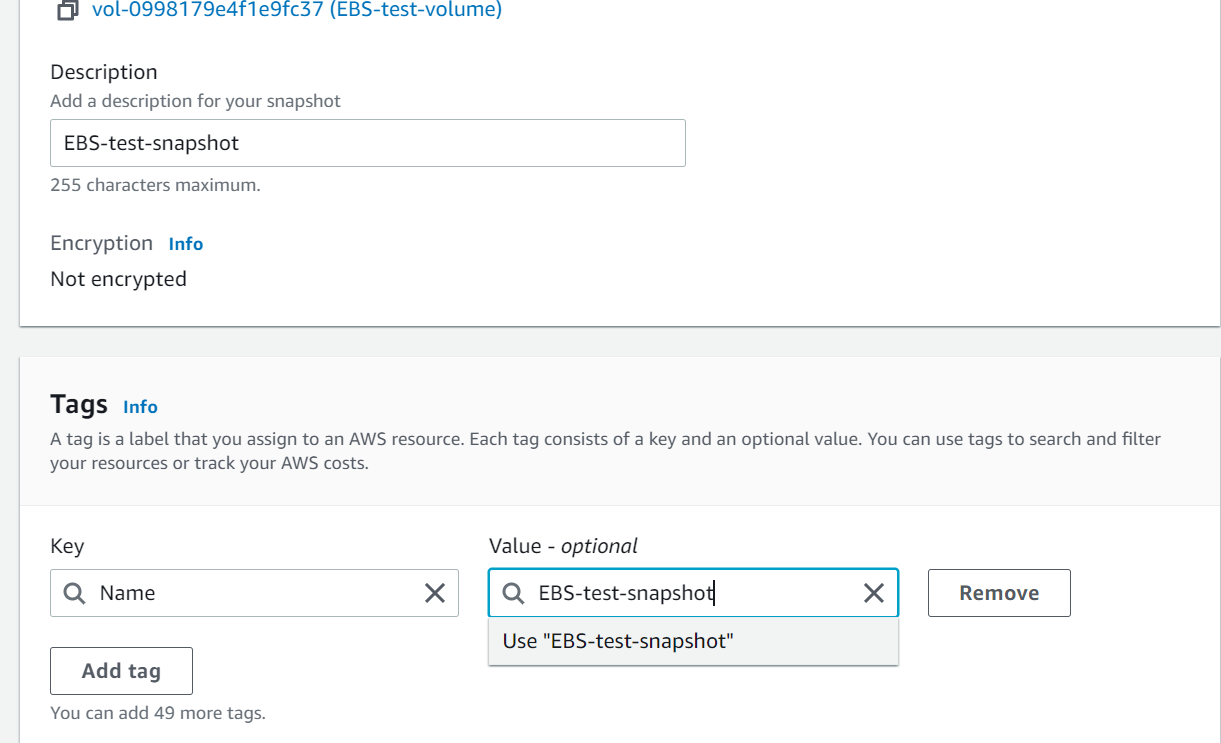 vol-0998179e4f1e9fc37 (EBS-test-volume)
Description
Add a description for your snapshot
EBS-test-snapshot
255 characters maximum.
Encryption Info
Not encrypted
Tags Info
A tag is a label that you assign to an AWS resource. Each tag consists of a key and an optional value. You can use tags to search and filter
your resources or track your AWS costs.
Key Value - optional
Name EBS-test-snapshot Remove
Use "EBS-test-snapshot"
Add tag
You can add 49 more tags.